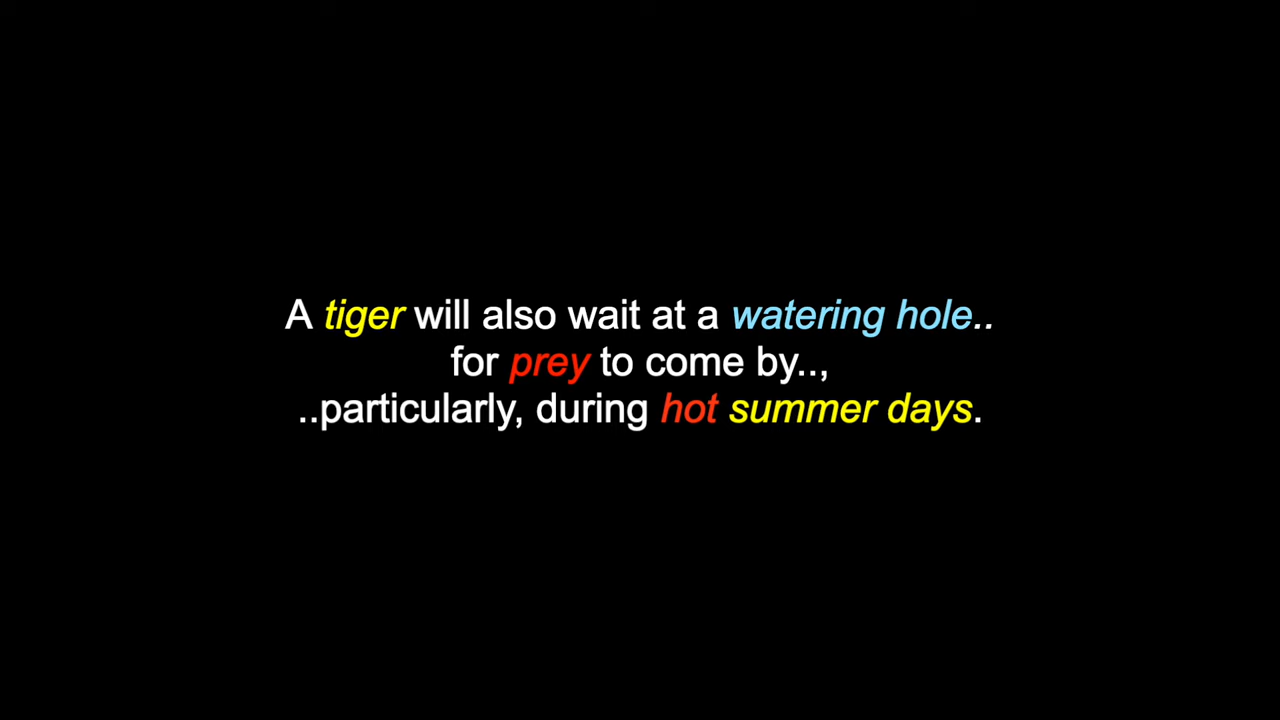 A tiger will also wait at a watering hole..
for prey to come by..,
..particularly, during hot summer days.